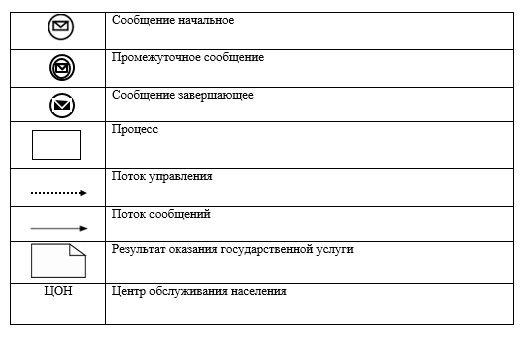 Сообщение начальное
Промежуточное сообщение
Сообщение завершающее
Процесс
Поток управления
Поток сообщений
Результат оказания государственной услуги
ЦОН Центр обслуживания населения